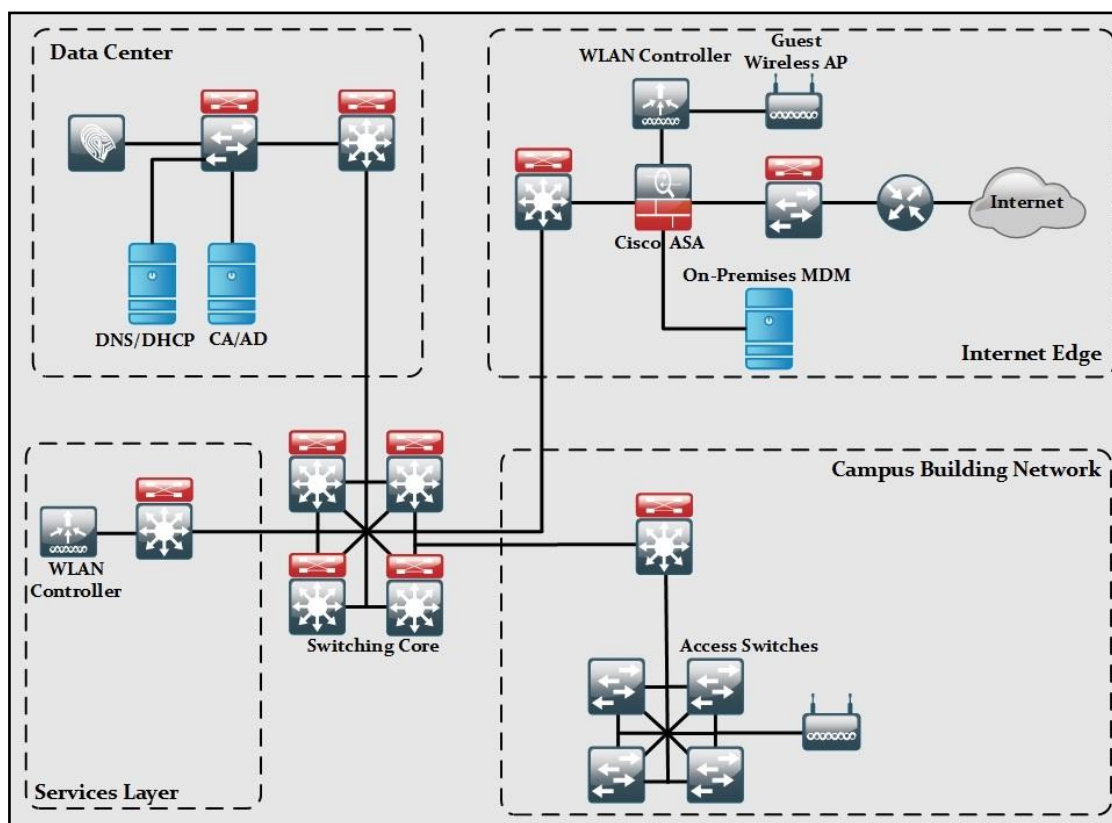 Data Center
DNS/DHCP
CA/AD
WLAN Controller
Guest
Wireless AP
Cisco ASA
Internet
On-Premises MDM
Internet Edge
WLAN
Controller
Services Layer
Switching Core
Campus Building Network
Access Switches